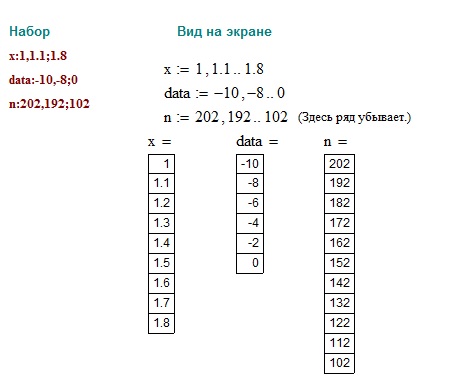 Набор Вид на экране
x:1,1.1;1.8
data:-10,-8;0
n:202,192;102
x := 1 , 1.1 .. 1.8
data := −10 , −8 .. 0
n := 202 , 192 .. 102 (Здесь ряд убывает.)
x = data = n =
1 -10 202
1.1 -8 192
1.2 -6 182
1.3 -4 172
1.4 -2 162
1.5 0 152
1.6 142
1.7 132
1.8 122
112
102